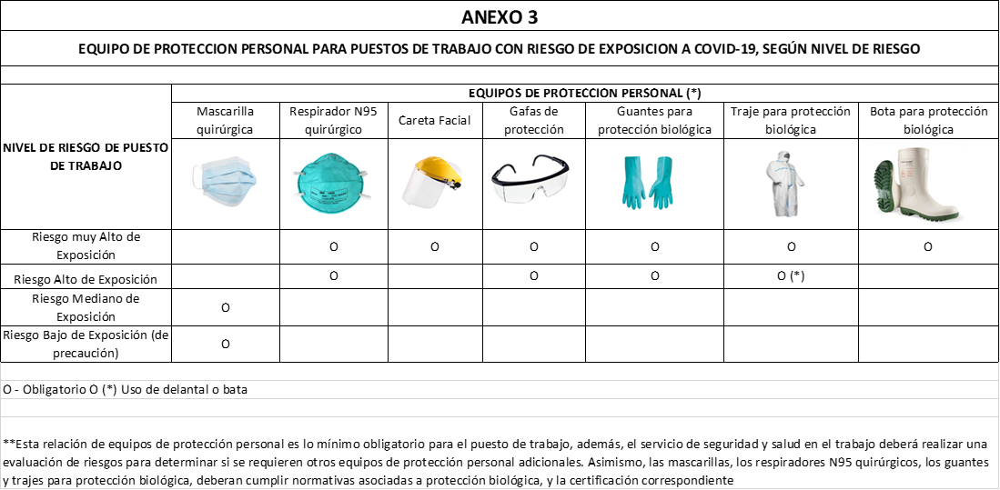 ANEXO 3
EQUIPO DE PROTECCION PERSONAL PARA PUESTOS DE TRABAJO CON RIESGO DE EXPOSICION A COVID-19, SEGÚN NIVEL DE RIESGO
NIVEL DE RIESGO DE PUESTO
DE TRABAJO
EQUIPOS DE PROTECCION PERSONAL (*)
Mascarilla
quirúrgica
Respirador N95
quirúrgico
Careta Facial
Gafas de
protección
Guantes para
protección biológica
Traje para protección
biológica
Bota para protección
biológica
Riesgo muy Alto de
Exposición
O O O O O O
Riesgo Alto de Exposición
O O O O (*)
Riesgo Mediano de
Exposición
O
Riesgo Bajo de Exposición (de
precaución)
O
O - Obligatorio O (*) Uso de delantal o bata
**Esta relación de equipos de protección personal es lo mínimo obligatorio para el puesto de trabajo, además, el servicio de seguridad y salud en el trabajo deberá realizar una
evaluación de riesgos para determinar si se requieren otros equipos de protección personal adicionales. Asimismo, las mascarillas, los respiradores N95 quirúrgicos, los guantes
y trajes para protección biológica, deberan cumplir normativas asociadas a protección biológica, y la certificación correspondiente